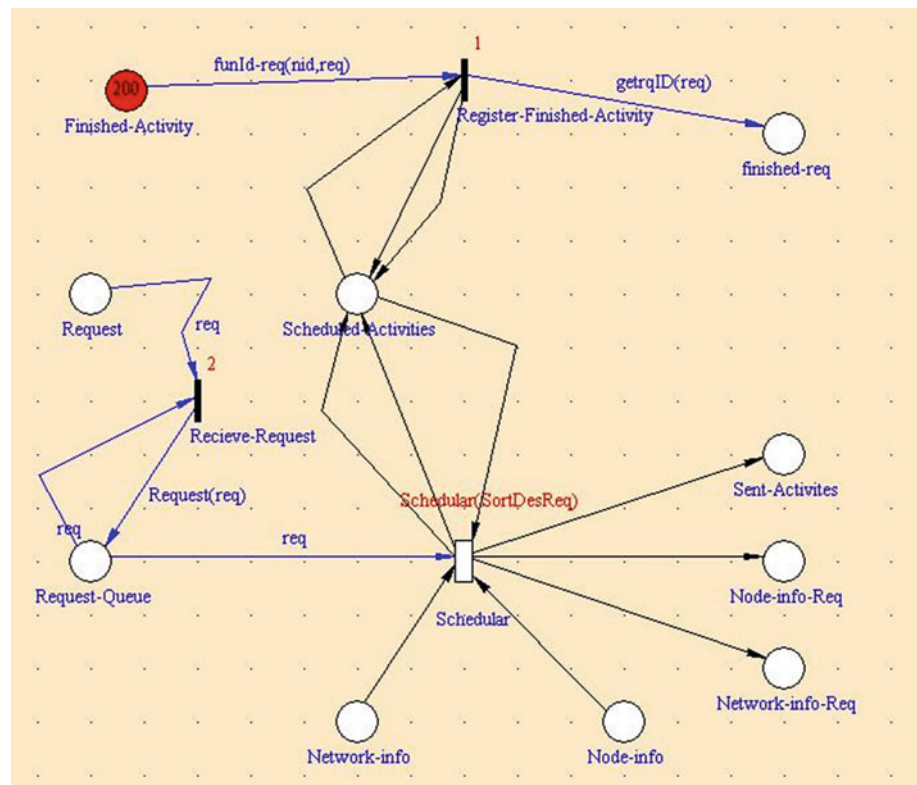 1
funId-req(nid,req)
200
getrqID(req)
Finished-Activity
Register-Finished-Activity
finished-req
Request
req
Scheduled-Activities
2
Recieve-Request
Request(req)
Schedular(SortDesReq)
Sent-Activites
req
req
Request-Queue
Node-info-Req
Schedular
Network-info-Req
Network-info
Node-info